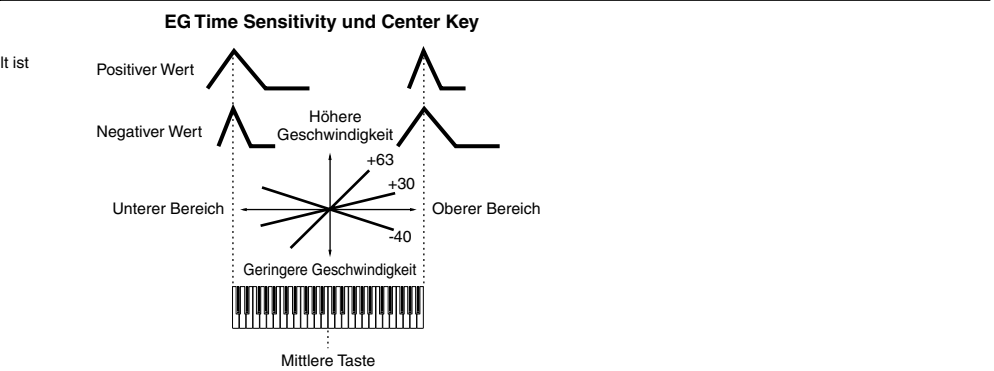 EG Time Sensitivity und Center Key
lt ist
Positiver Wert
Negativer Wert
Höhere
Geschwindigkeit
+63
+30
Unterer Bereich
Oberer Bereich
-40
Geringere Geschwindigkeit
Mittlere Taste